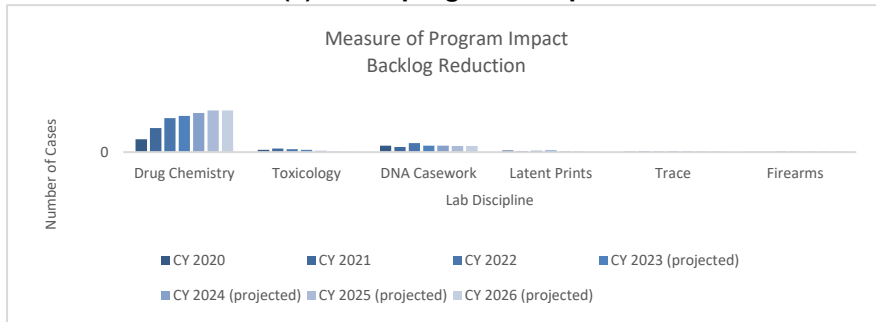 Measure of Program Impact
Backlog Reduction
Number of Cases
0
Drug Chemistry Toxicology DNA Casework Latent Prints Trace Firearms
Lab Discipline
CY 2020 CY 2021 CY 2022 CY 2023 (projected)
CY 2024 (projected) CY 2025 (projected) CY 2026 (projected)